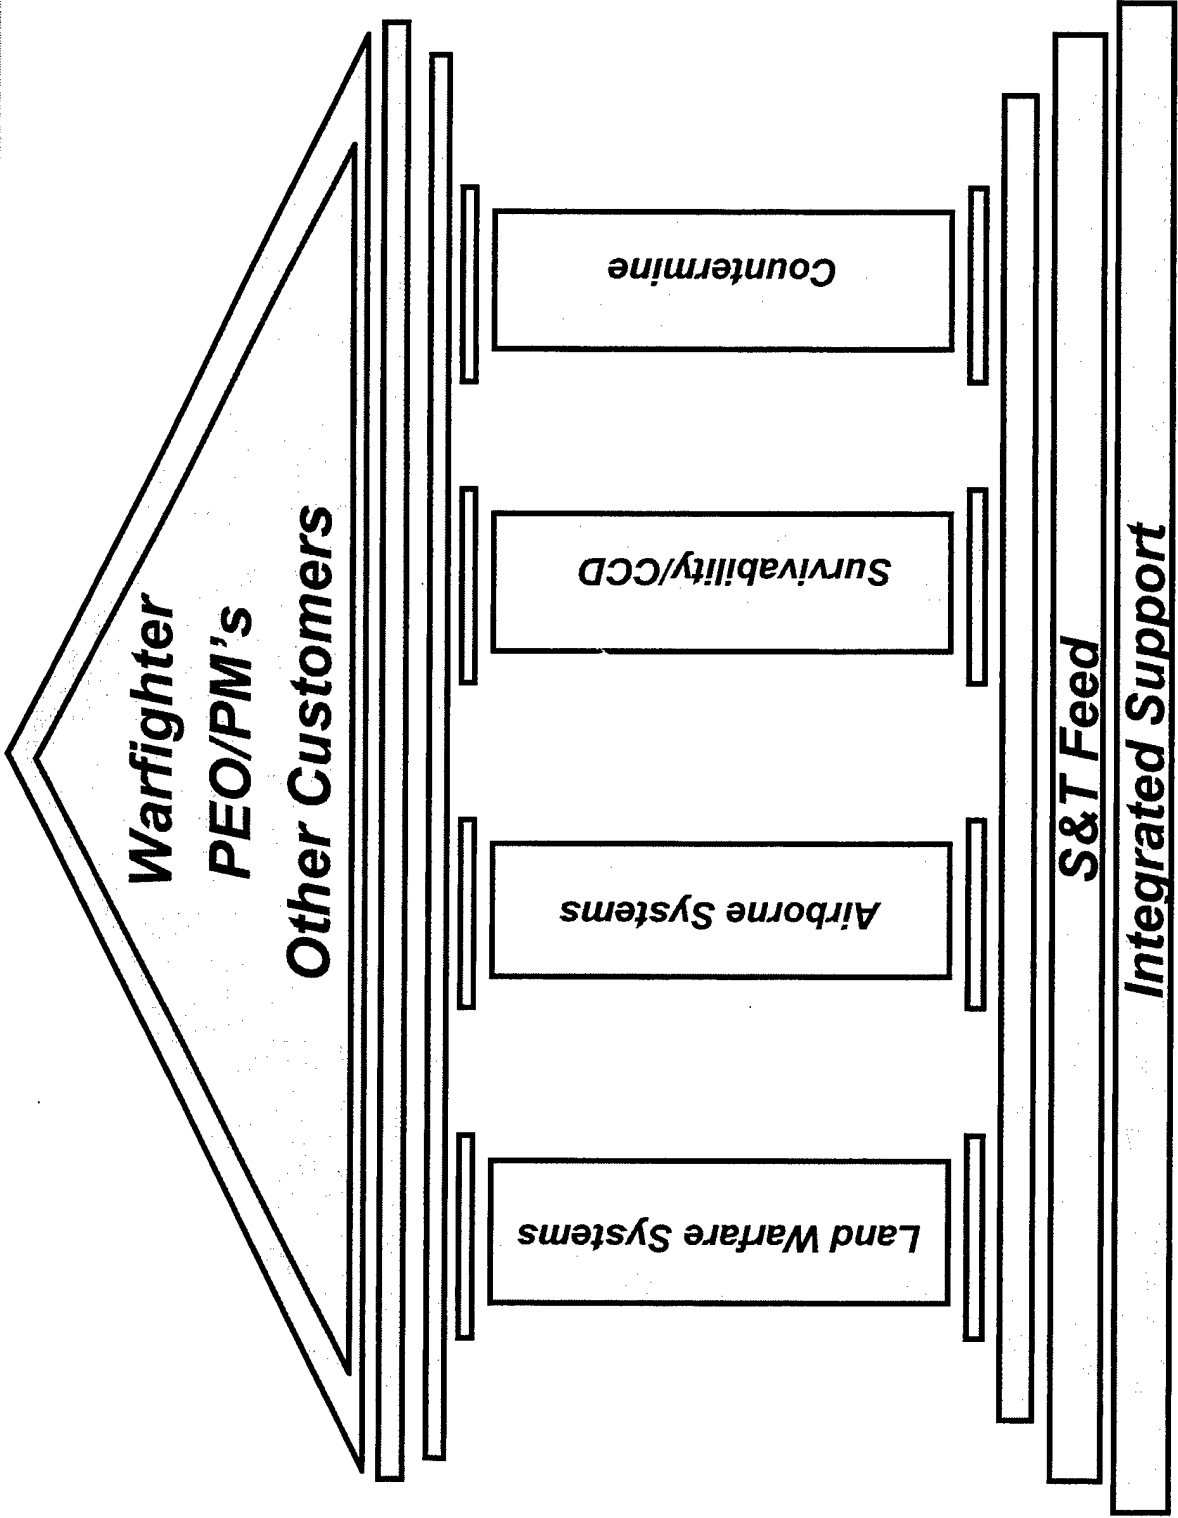 Warfighter
PEO/PM's
Other Customers
Land Warfare Systems
Airborne Systems
Survivability/CCD
Countermine
S&T Feed
Integrated Support